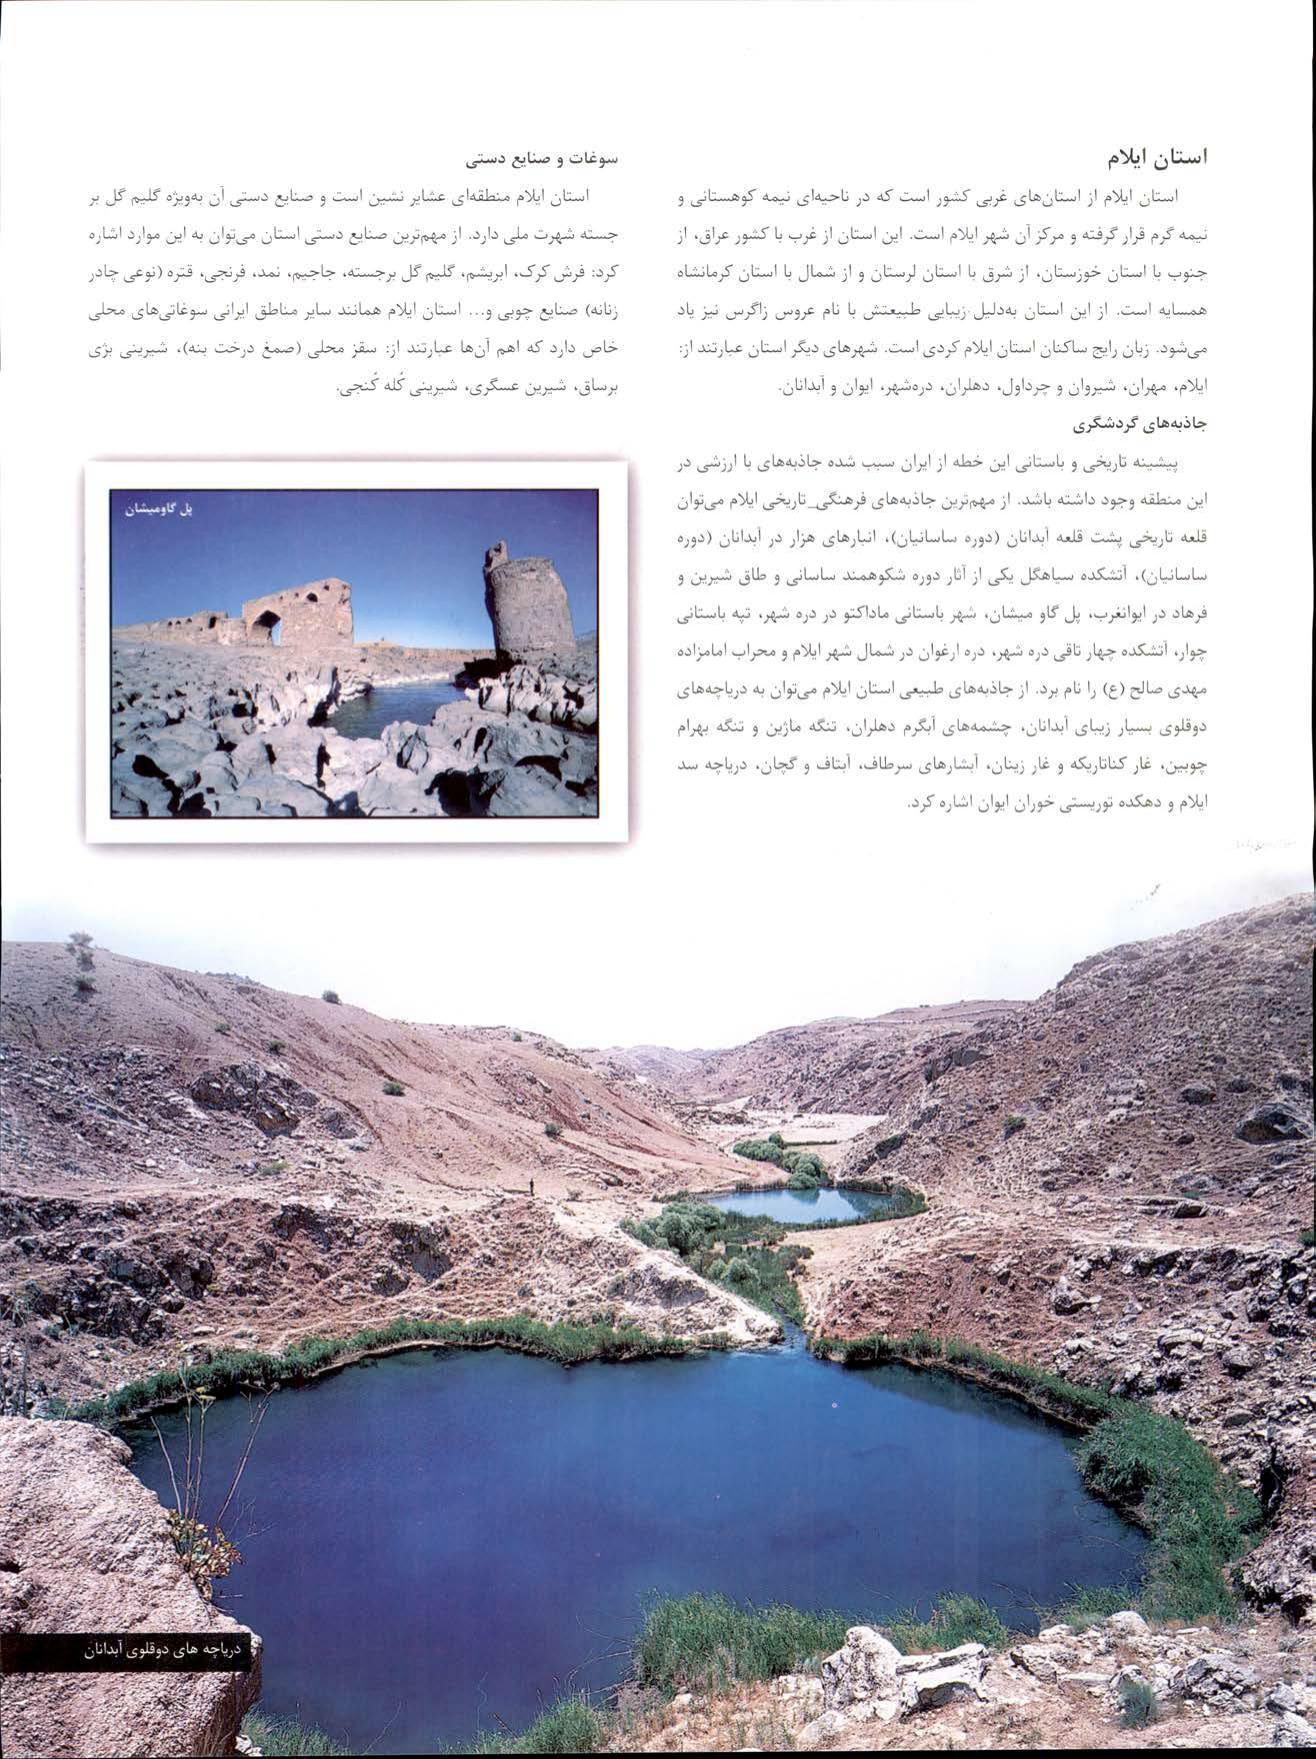 استان ایلام
استان ایلام از استان‌های غربی کشور است که در ناحیه‌ای نیمه کوهستانی و
نیمه گرم قرار گرفته و مرکز آن شهر ایلام است. این استان از غرب با کشور عراق، از
جنوب با استان خوزستان، از شرق با استان لرستان و از شمال با استان کرمانشاه
همسایه است. از این استان به‌دلیل زیبایی طبیعتش با نام عروس زاگرس نیز یاد
می‌شود. زبان رایج ساکنان استان ایلام کردی است. شهرهای دیگر استان عبارتند از:
ایلام، مهران، شیروان و چرداول، دهلران، دره‌شهر، ایوان و آبدانان.
جاذبه‌های گردشگری
پیشینه تاریخی و باستانی این خطه از ایران سبب شده جاذبه‌های با ارزشی در
این منطقه وجود داشته باشد. از مهم‌ترین جاذبه‌های فرهنگی_تاریخی ایلام می‌توان
قلعه تاریخی پشت قلعه آبدانان (دوره ساسانیان)، انبارهای هزار در آبدانان (دوره
ساسانیان)، آتشکده سیاهگل یکی از آثار دوره شکوهمند ساسانی و طاق شیرین و
فرهاد در ایوانغرب، پل گاو میشان، شهر باستانی ماداکتو در دره شهر، تپه باستانی
چوار، آتشکده چهار تاقی دره شهر، دره ارغوان در شمال شهر ایلام و محراب امامزاده
مهدی صالح (ع) را نام برد. از جاذبه‌های طبیعی استان ایلام می‌توان به دریاچه‌های
دوقلوی بسیار زیبای آبدانان، چشمه‌های آبگرم دهلران، تنگه ماژین و تنگه بهرام
چوبین، غار کناتاریکه و غار زینان، آبشارهای سرطاف، آبتاف و گچان، دریاچه سد
ایلام و دهکده توریستی خوران ایوان اشاره کرد.
سوغات و صنایع دستی
استان ایلام منطقه‌ای عشایر نشین است و صنایع دستی آن به‌ویژه گلیم گل بر
جسته شهرت ملی دارد. از مهم‌ترین صنایع دستی استان می‌توان به این موارد اشاره
کرد: فرش کرک، ابریشم، گلیم گل برجسته، جاجیم، نمد، فرنجی، قتره (نوعی چادر
زنانه) صنایع چوبی و... استان ایلام همانند سایر مناطق ایرانی سوغاتی‌های محلی
خاص دارد که اهم آن‌ها عبارتند از: سقز محلی (صمغ درخت بنه)، شیرینی بژی
برساق، شیرین عسگری، شیرینی کُله کُنجی.
پل گاومیشان
دریاچه های دوقلوی آبدانان